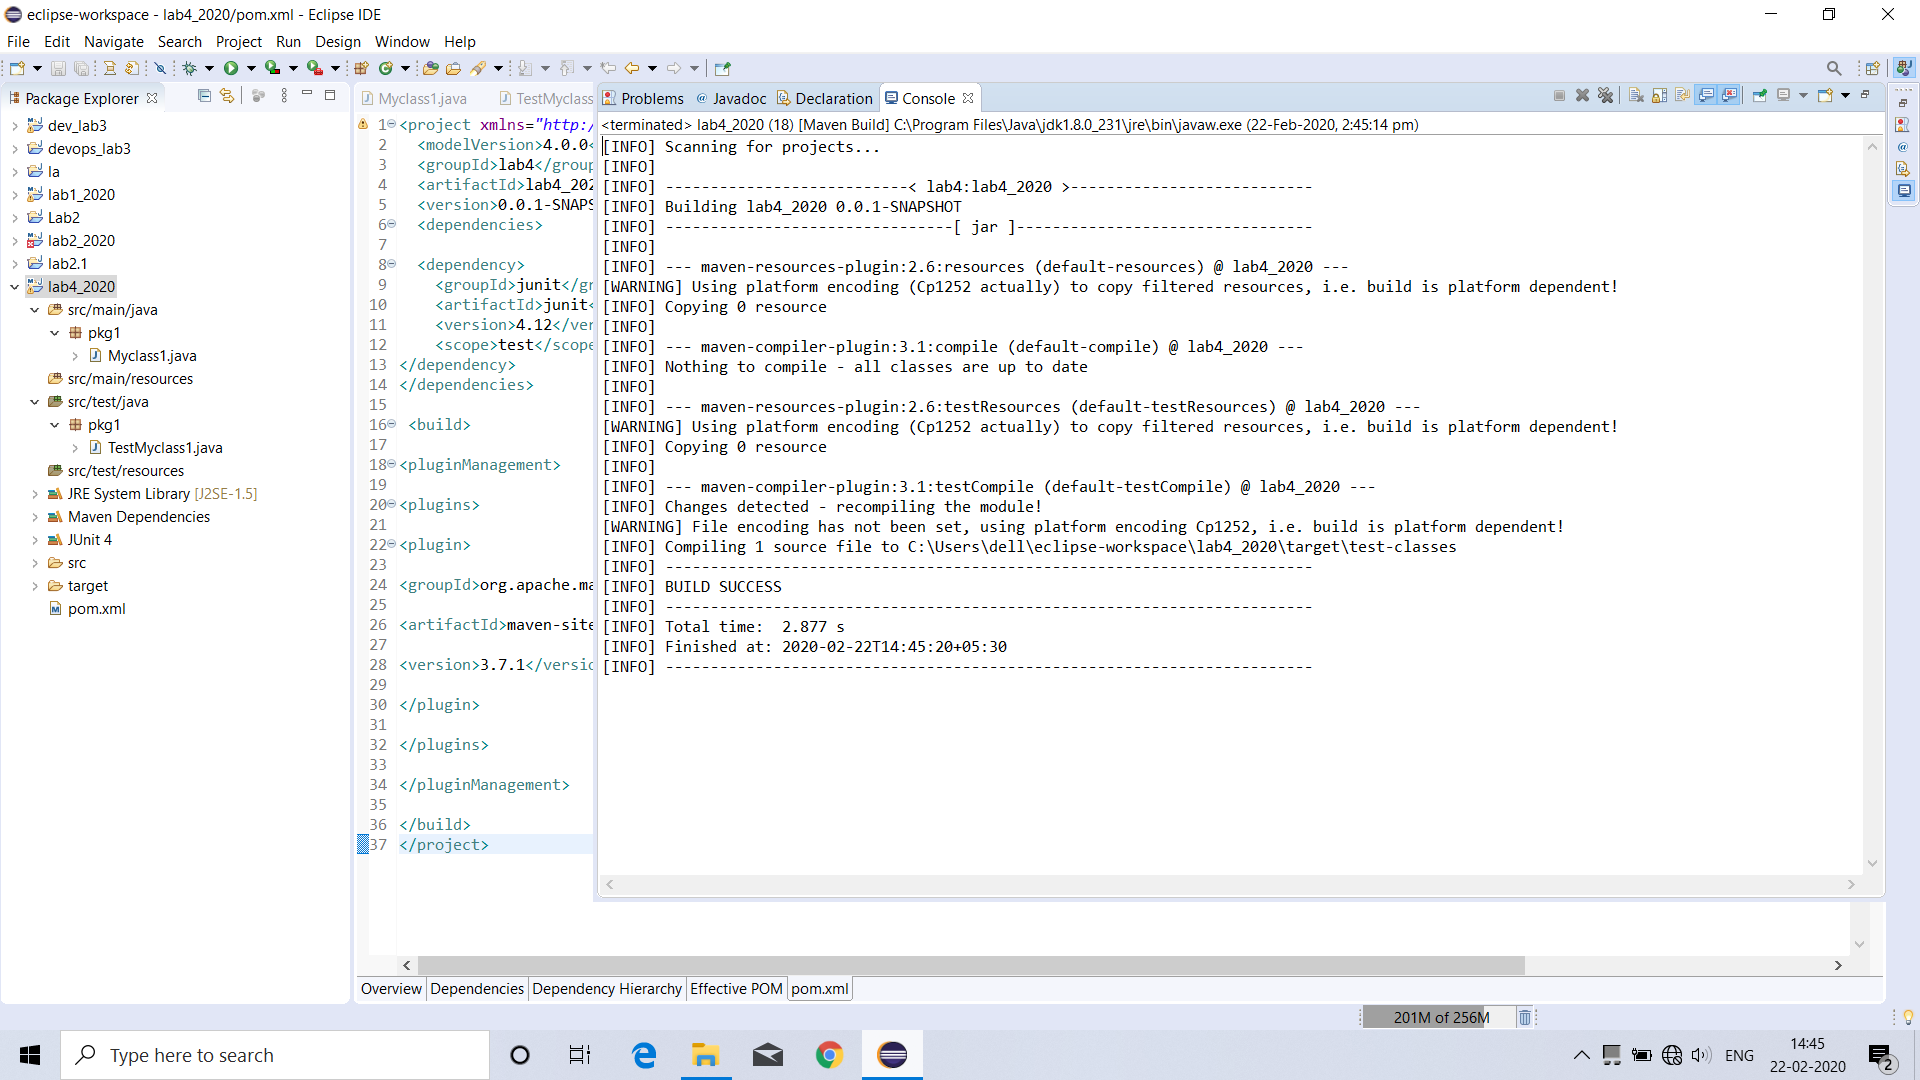 eclipse-workspace - lab4_2020/pom.xml - Eclipse IDE
File Edit Navigate Search Project Run Design Window Help
Package Explorer
dev_lab3
devops_lab3
la
lab1_2020
Lab2
lab2_2020
lab2.1
lab4_2020
src/main/java
pkg1
Myclass1.java
src/main/resources
src/test/java
pkg1
TestMyclass1.java
src/test/resources
JRE System Library [J2SE-1.5]
Maven Dependencies
JUnit 4
src
target
pom.xml
Myclass1.java TestMyclass
1 <project xmlns="http:/
2 <modelVersion>4.0.0<
3 <groupId>lab4</group
4 <artifactId>lab4_202
5 <version>0.0.1-SNAPS
6 <dependencies>
7
8 <dependency>
9 <groupId>junit</gr
10 <artifactId>junit<
11 <version>4.12</ver
12 <scope>test</scope
13 </dependency>
14 </dependencies>
15
16 <build>
17
18 <pluginManagement>
19
20 <plugins>
21
22 <plugin>
23
24 <groupId>org.apache.ma
25
26 <artifactId>maven-site
27
28 <version>3.7.1</versio
29
30 </plugin>
31
32 </plugins>
33
34 </pluginManagement>
35
36 </build>
37 </project>
Problems @ Javadoc Declaration Console
<terminated> lab4_2020 (18) [Maven Build] C:\Program Files\Java\jdk1.8.0_231\jre\bin\javaw.exe (22-Feb-2020, 2:45:14 pm)
[INFO] Scanning for projects...
[INFO]
[INFO] ---------------------------< lab4:lab4_2020 >---------------------------
[INFO] Building lab4_2020 0.0.1-SNAPSHOT
[INFO] --------------------------------[ jar ]---------------------------------
[INFO]
[INFO] --- maven-resources-plugin:2.6:resources (default-resources) @ lab4_2020 ---
[WARNING] Using platform encoding (Cp1252 actually) to copy filtered resources, i.e. build is platform dependent!
[INFO] Copying 0 resource
[INFO]
[INFO] --- maven-compiler-plugin:3.1:compile (default-compile) @ lab4_2020 ---
[INFO] Nothing to compile - all classes are up to date
[INFO]
[INFO] --- maven-resources-plugin:2.6:testResources (default-testResources) @ lab4_2020 ---
[WARNING] Using platform encoding (Cp1252 actually) to copy filtered resources, i.e. build is platform dependent!
[INFO] Copying 0 resource
[INFO]
[INFO] --- maven-compiler-plugin:3.1:testCompile (default-testCompile) @ lab4_2020 ---
[INFO] Changes detected - recompiling the module!
[WARNING] File encoding has not been set, using platform encoding Cp1252, i.e. build is platform dependent!
[INFO] Compiling 1 source file to C:\Users\dell\eclipse-workspace\lab4_2020\target\test-classes
[INFO] ------------------------------------------------------------------------
[INFO] BUILD SUCCESS
[INFO] ------------------------------------------------------------------------
[INFO] Total time:  2.877 s
[INFO] Finished at: 2020-02-22T14:45:20+05:30
[INFO] ------------------------------------------------------------------------
Overview Dependencies Dependency Hierarchy Effective POM pom.xml
201M of 256M
Type here to search
ENG
14:45
22-02-2020
2